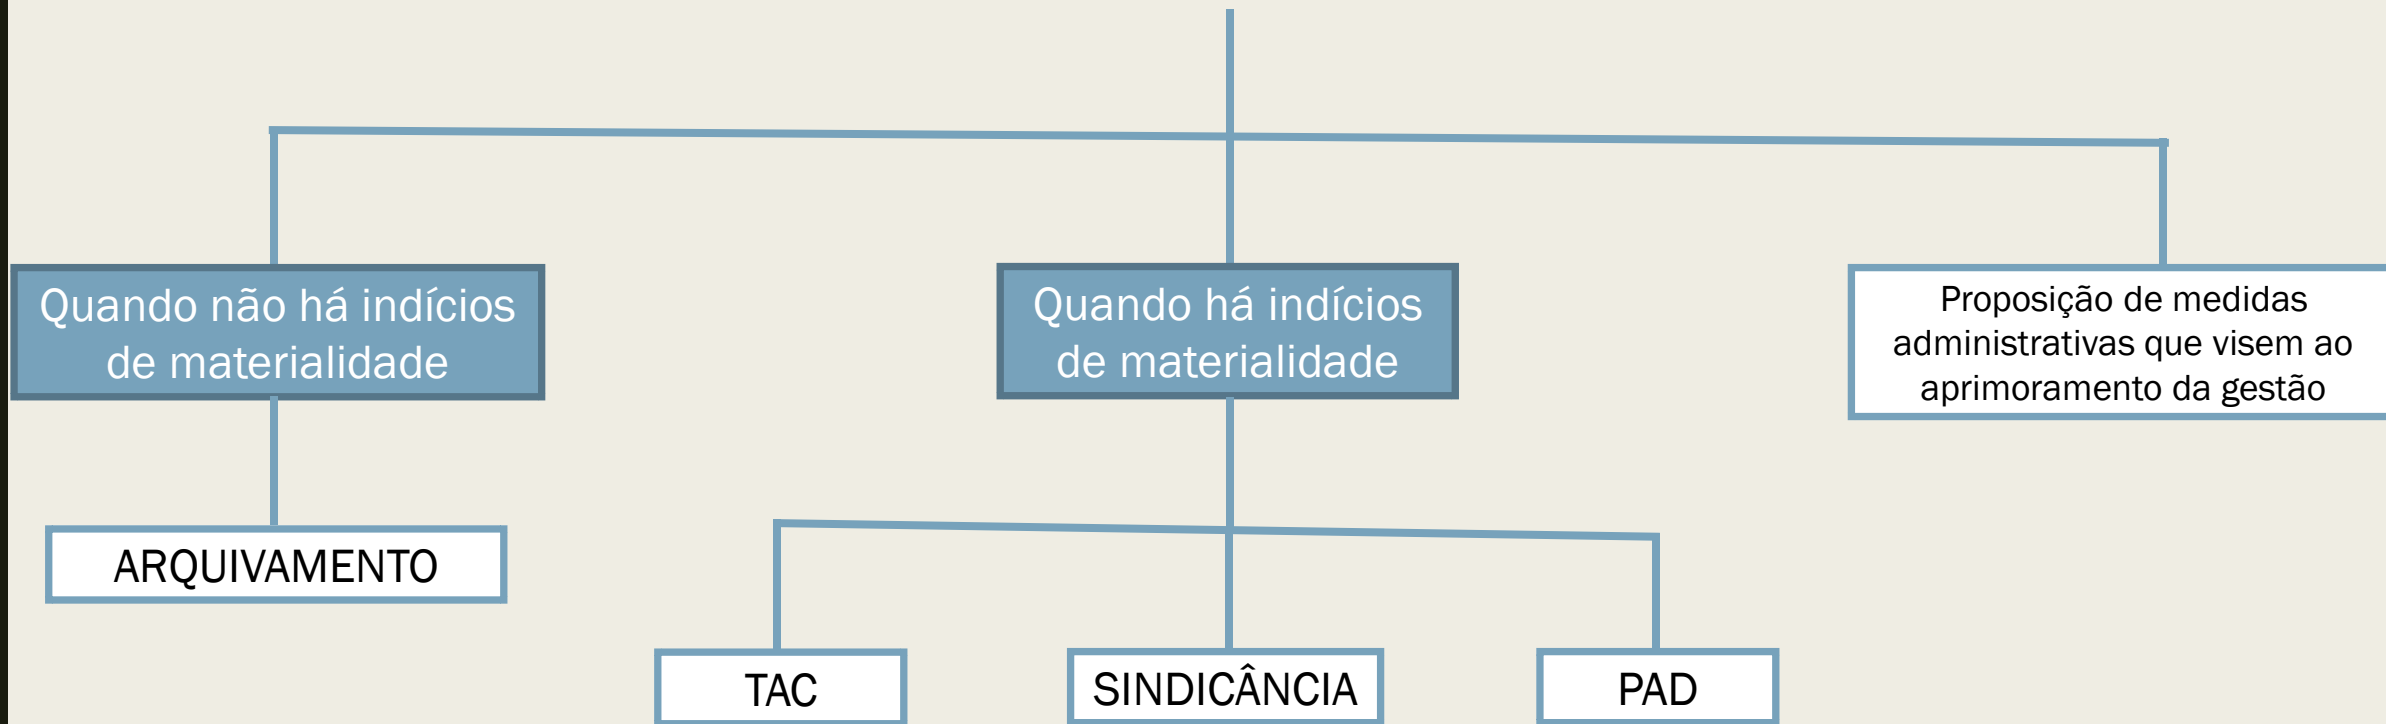 Quando não há indícios
de materialidade
Quando há indícios
de materialidade
Proposição de medidas
administrativas que visem ao
aprimoramento da gestão
ARQUIVAMENTO
TAC
SINDICÂNCIA
PAD